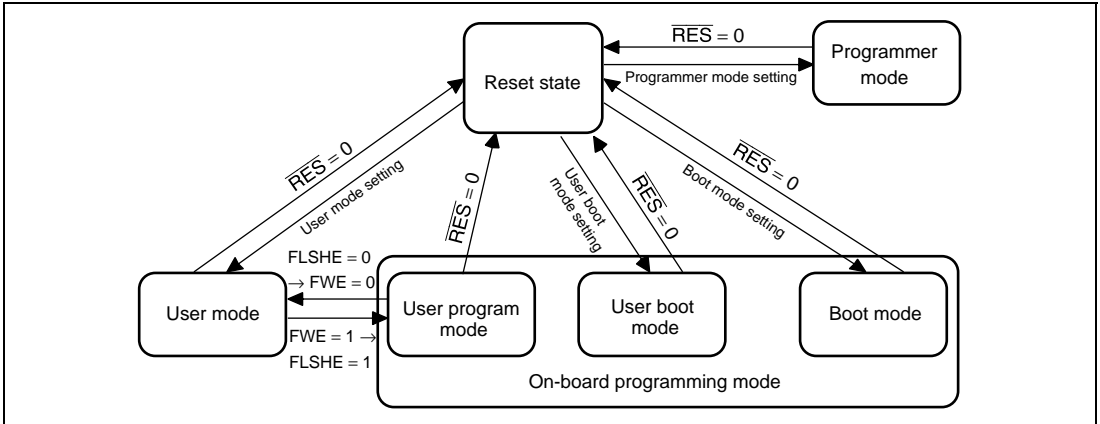 RES = 0
Programmer
mode
Programmer mode setting
Reset state
RES = 0
User mode setting
RES = 0
User boot
mode setting
RES = 0
Boot mode setting
RES = 0
FLSHE = 0
→ FWE = 0
User mode
FWE = 1 →
FLSHE = 1
User program
mode
User boot
mode
Boot mode
On-board programming mode